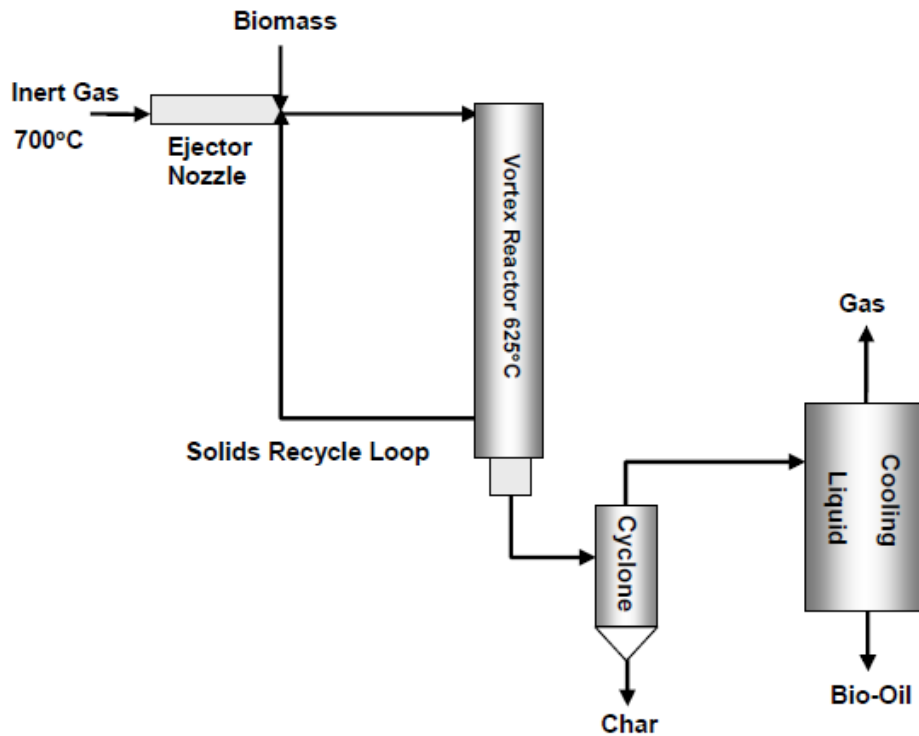 Biomass
Inert Gas
700°C
Ejector
Nozzle
Vortex Reactor 625°C
Solids Recycle Loop
Cyclone
Char
Gas
Cooling
Liquid
Bio-Oil